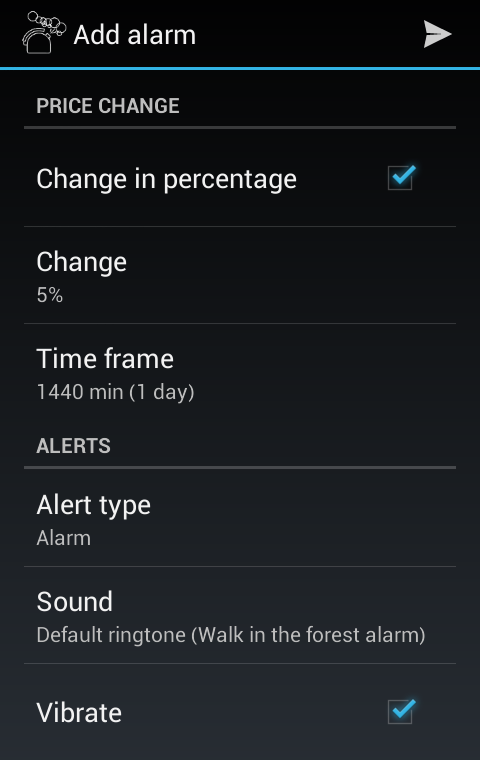 Add alarm
PRICE CHANGE
Change in percentage
Change
5%
Time frame
1440 min (1 day)
ALERTS
Alert type
Alarm
Sound
Default ringtone (Walk in the forest alarm)
Vibrate